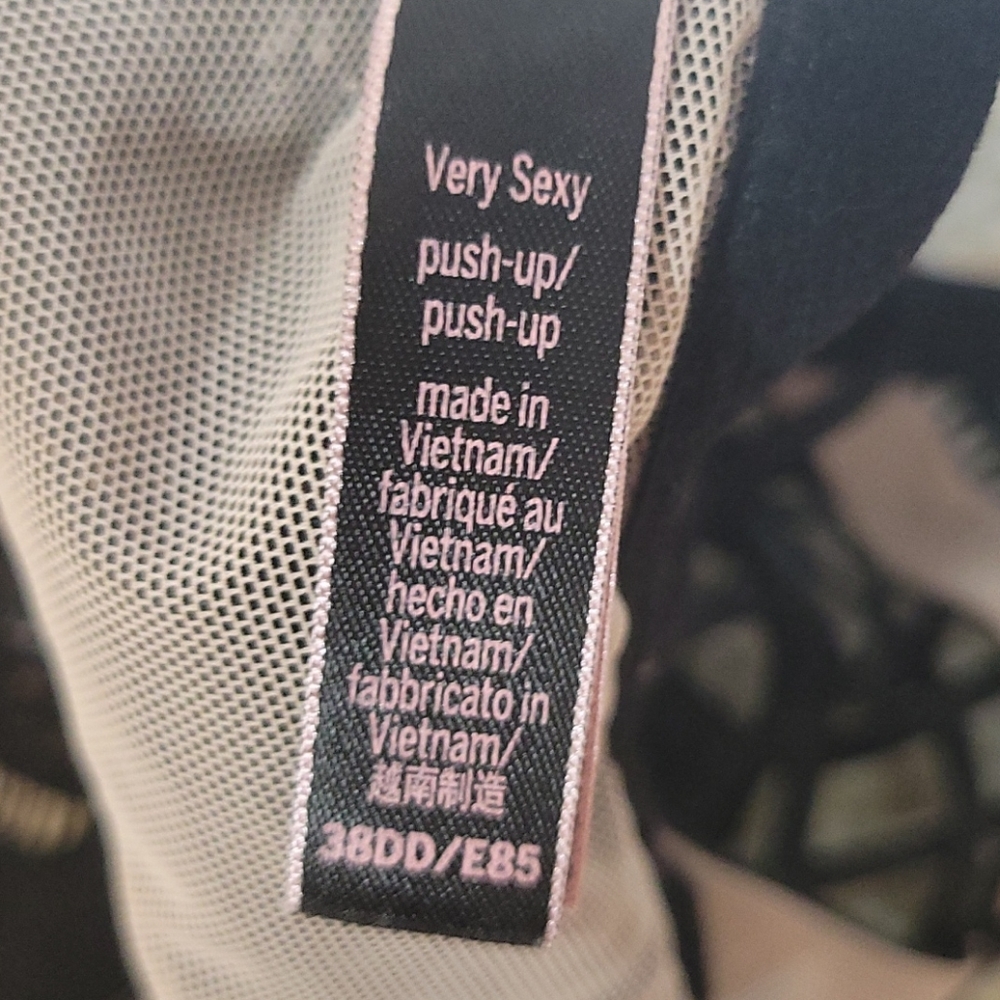 Very Sexy
push-up/
push-up
made in
Vietnam/
fabriqué au
Vietnam/
hecho en
Vietnam/
fabbricato in
Vietnam/
越南制造
38DD/E85